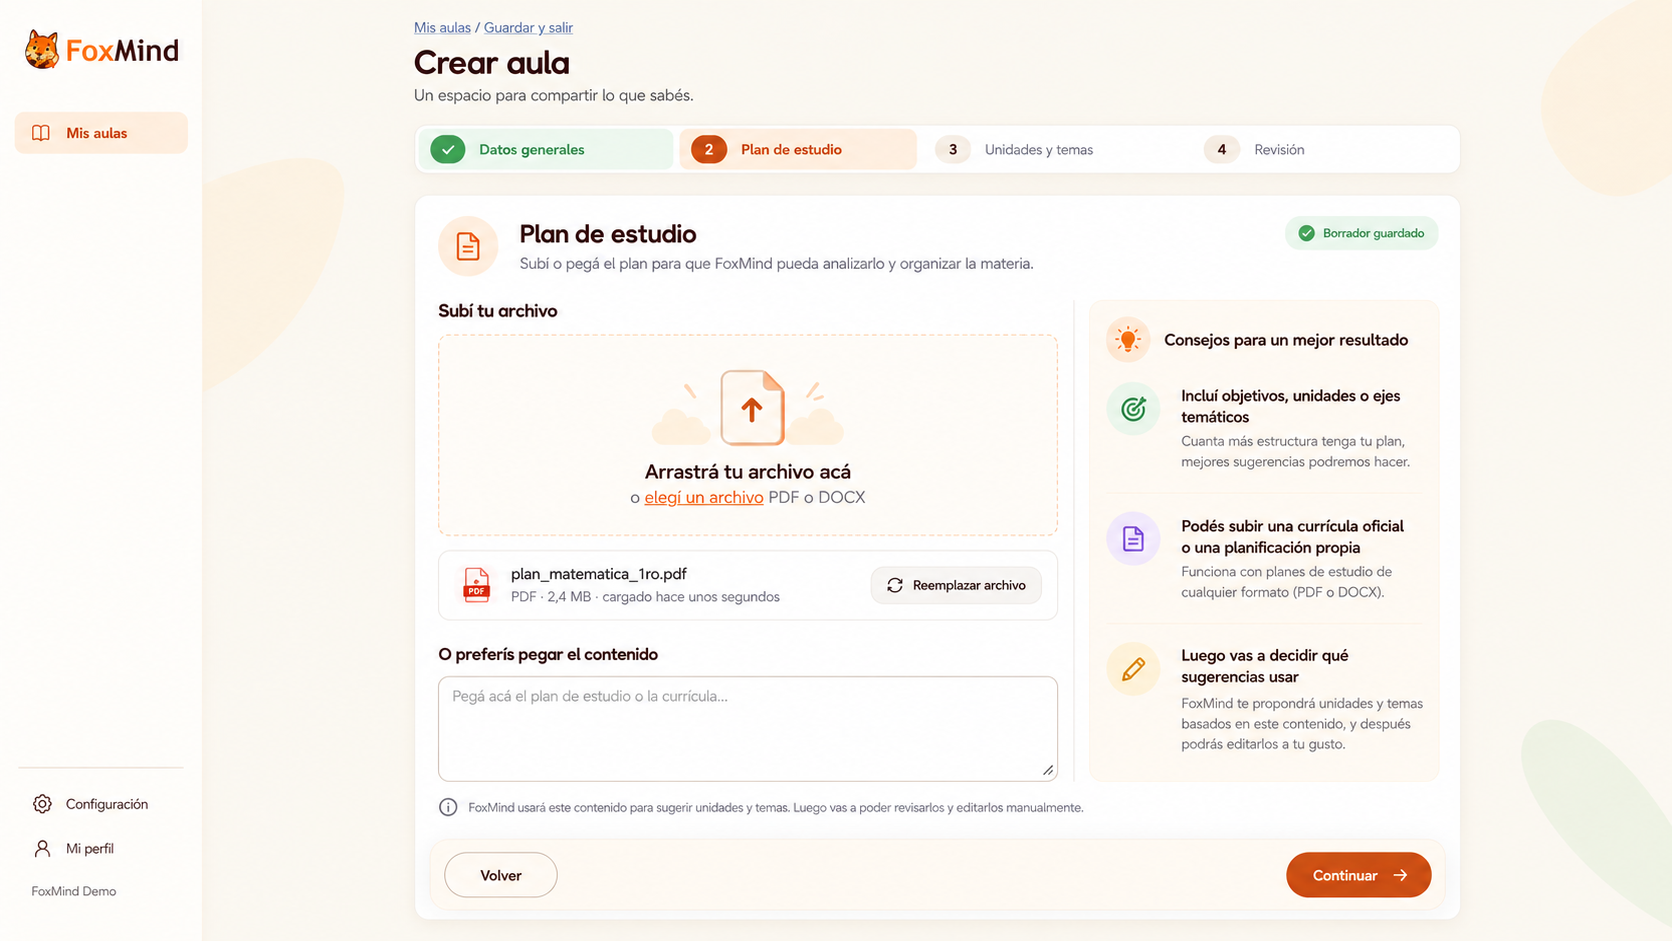 FoxMind
Mis aulas
Configuración
Mi perfil
FoxMind Demo
Mis aulas / Guardar y salir
Crear aula
Un espacio para compartir lo que sabés.
Datos generales
2 Plan de estudio
3 Unidades y temas
4 Revisión
Plan de estudio
Subí o pegá el plan para que FoxMind pueda analizarlo y organizar la materia.
Borrador guardado
Subí tu archivo
Arrastrá tu archivo acá
o elegí un archivo PDF o DOCX
PDF
plan_matematica_1ro.pdf
PDF · 2,4 MB · cargado hace unos segundos
Reemplazar archivo
O preferís pegar el contenido
Pegá acá el plan de estudio o la currícula...
FoxMind usará este contenido para sugerir unidades y temas. Luego vas a poder revisarlos y editarlos manualmente.
Consejos para un mejor resultado
Incluí objetivos, unidades o ejes
temáticos
Cuanta más estructura tenga tu plan,
mejores sugerencias podremos hacer.
Podés subir una currícula oficial
o una planificación propia
Funciona con planes de estudio de
cualquier formato (PDF o DOCX).
Luego vas a decidir qué
sugerencias usar
FoxMind te propondrá unidades y temas
basados en este contenido, y después
podrás editarlos a tu gusto.
Volver
Continuar